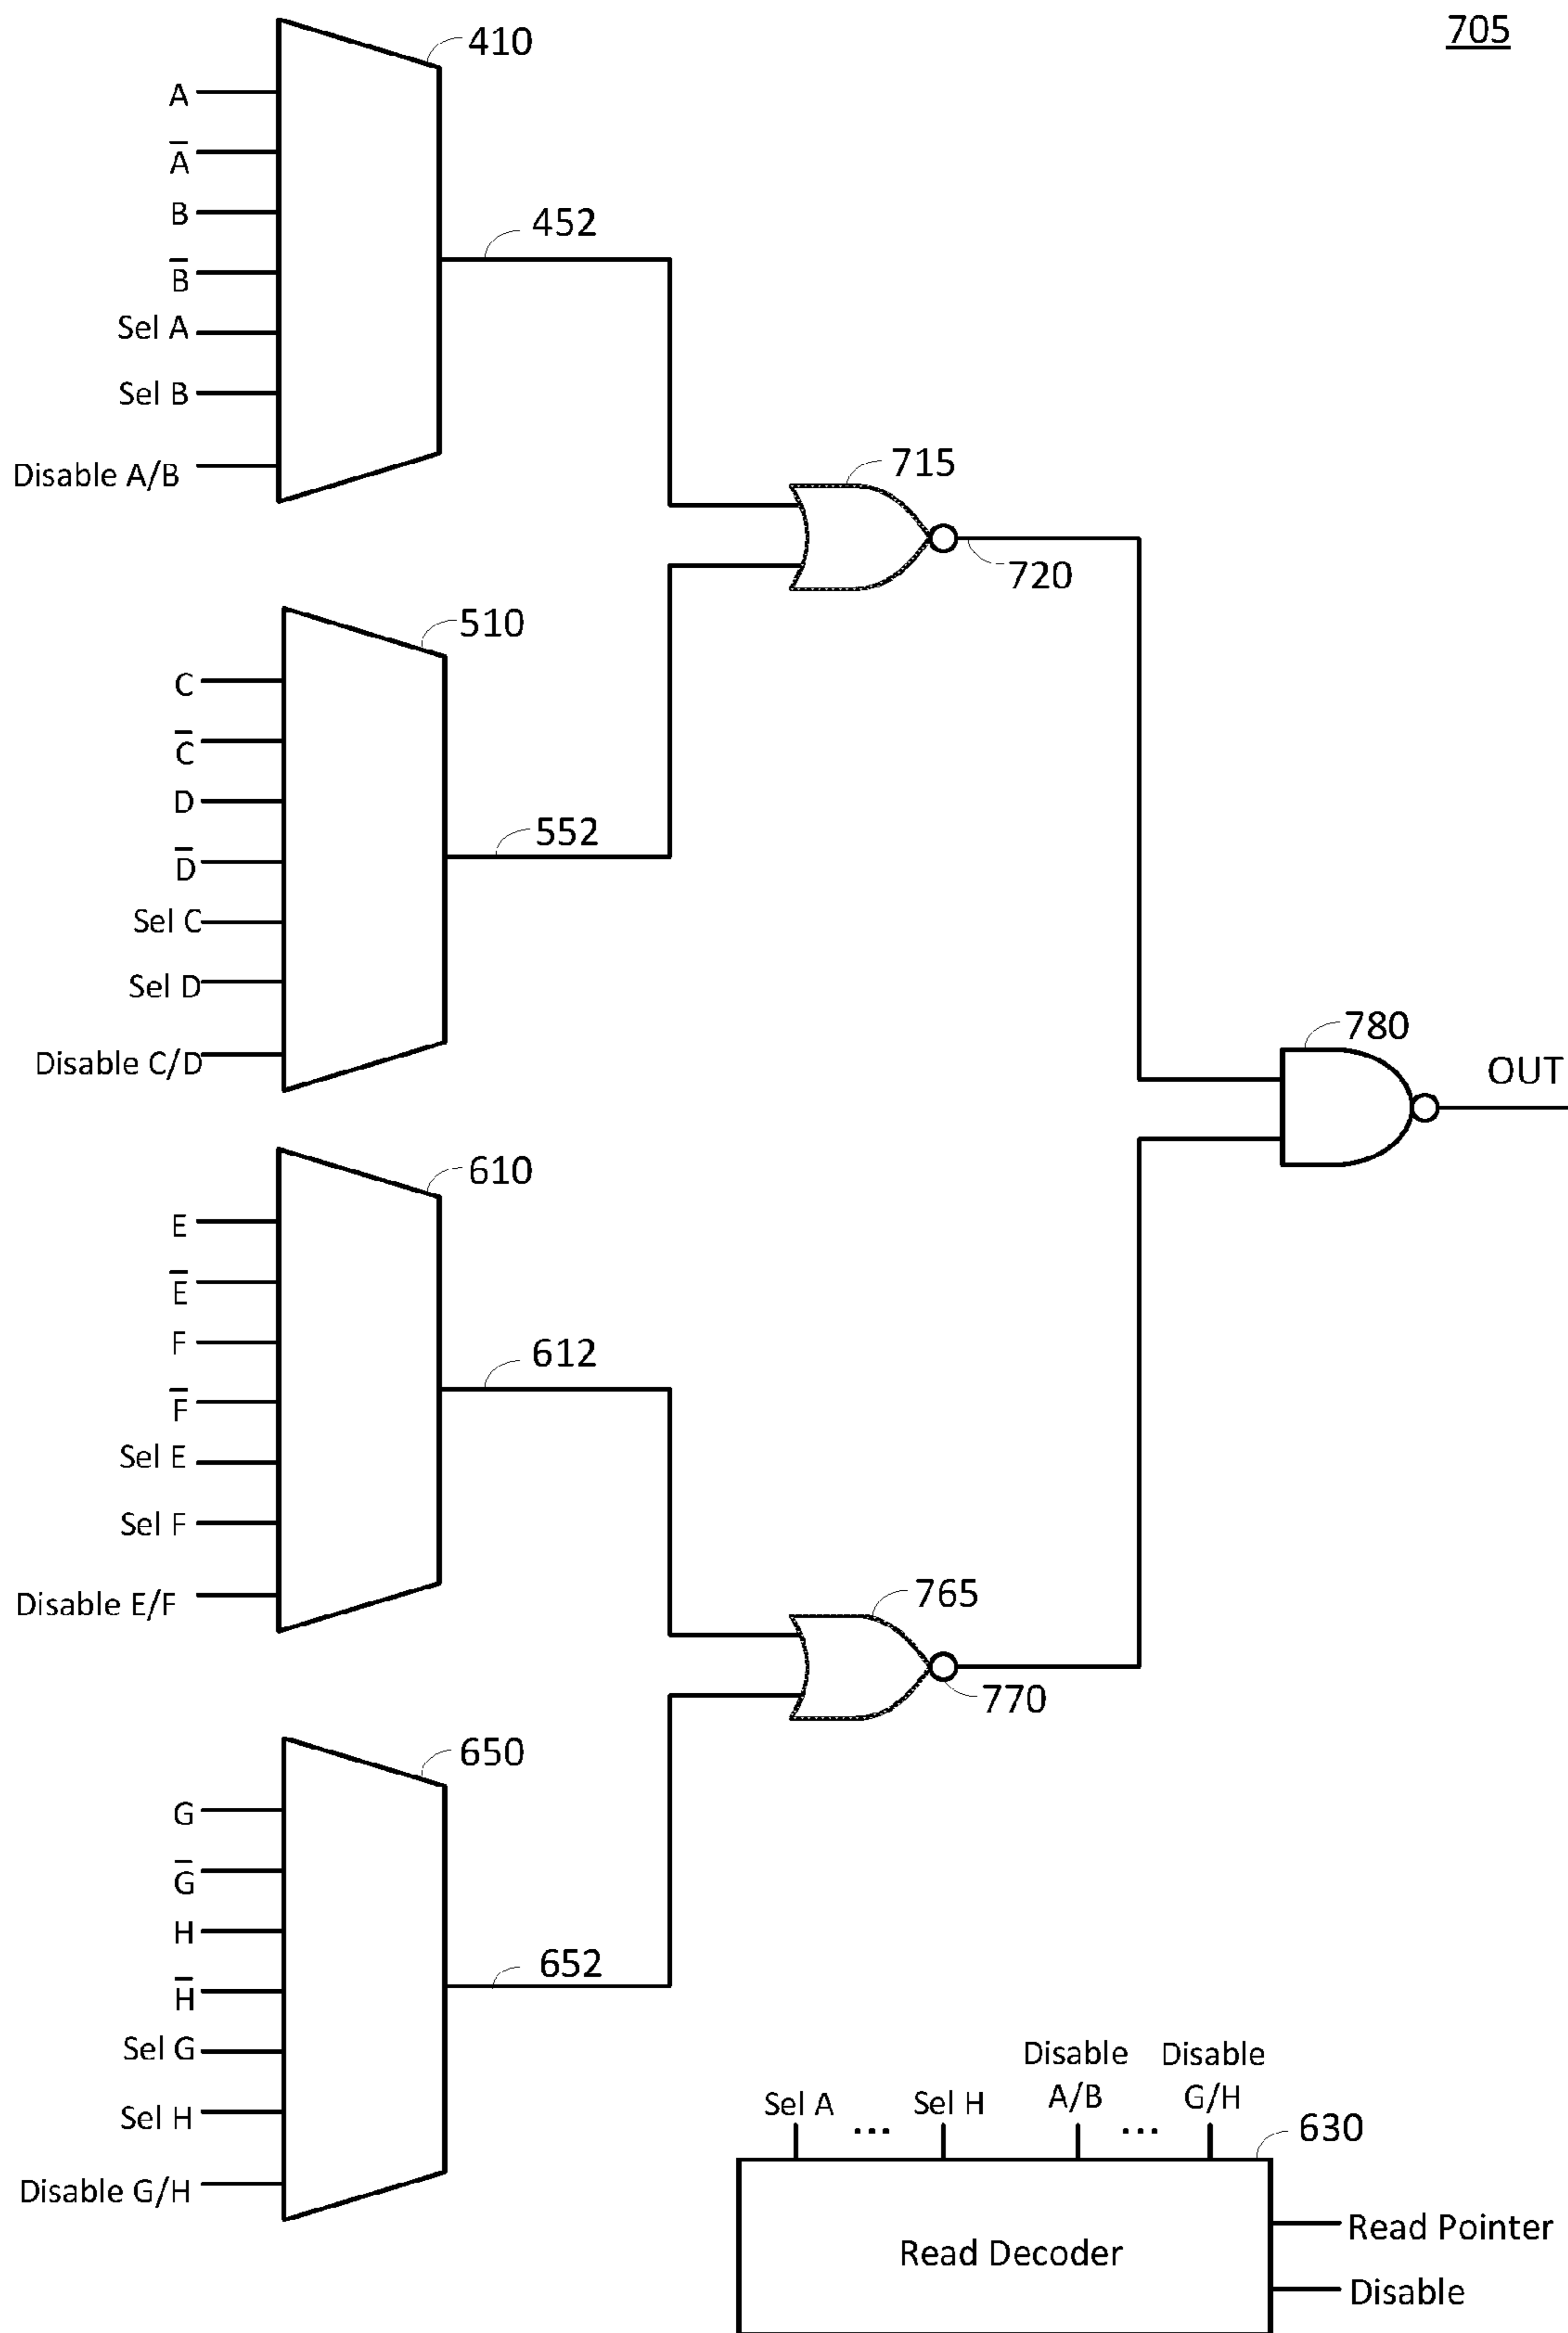 705
410
A
A̅
B
B̅
Sel A
Sel B
Disable A/B
452
715
720
510
C
C̅
D
D̅
Sel C
Sel D
Disable C/D
552
780
OUT
610
E
E̅
F
F̅
Sel E
Sel F
Disable E/F
612
765
770
650
G
G̅
H
H̅
Sel G
Sel H
Disable G/H
652
Sel A
...
Sel H
Disable
A/B
...
Disable
G/H
630
Read Decoder
Read Pointer
Disable